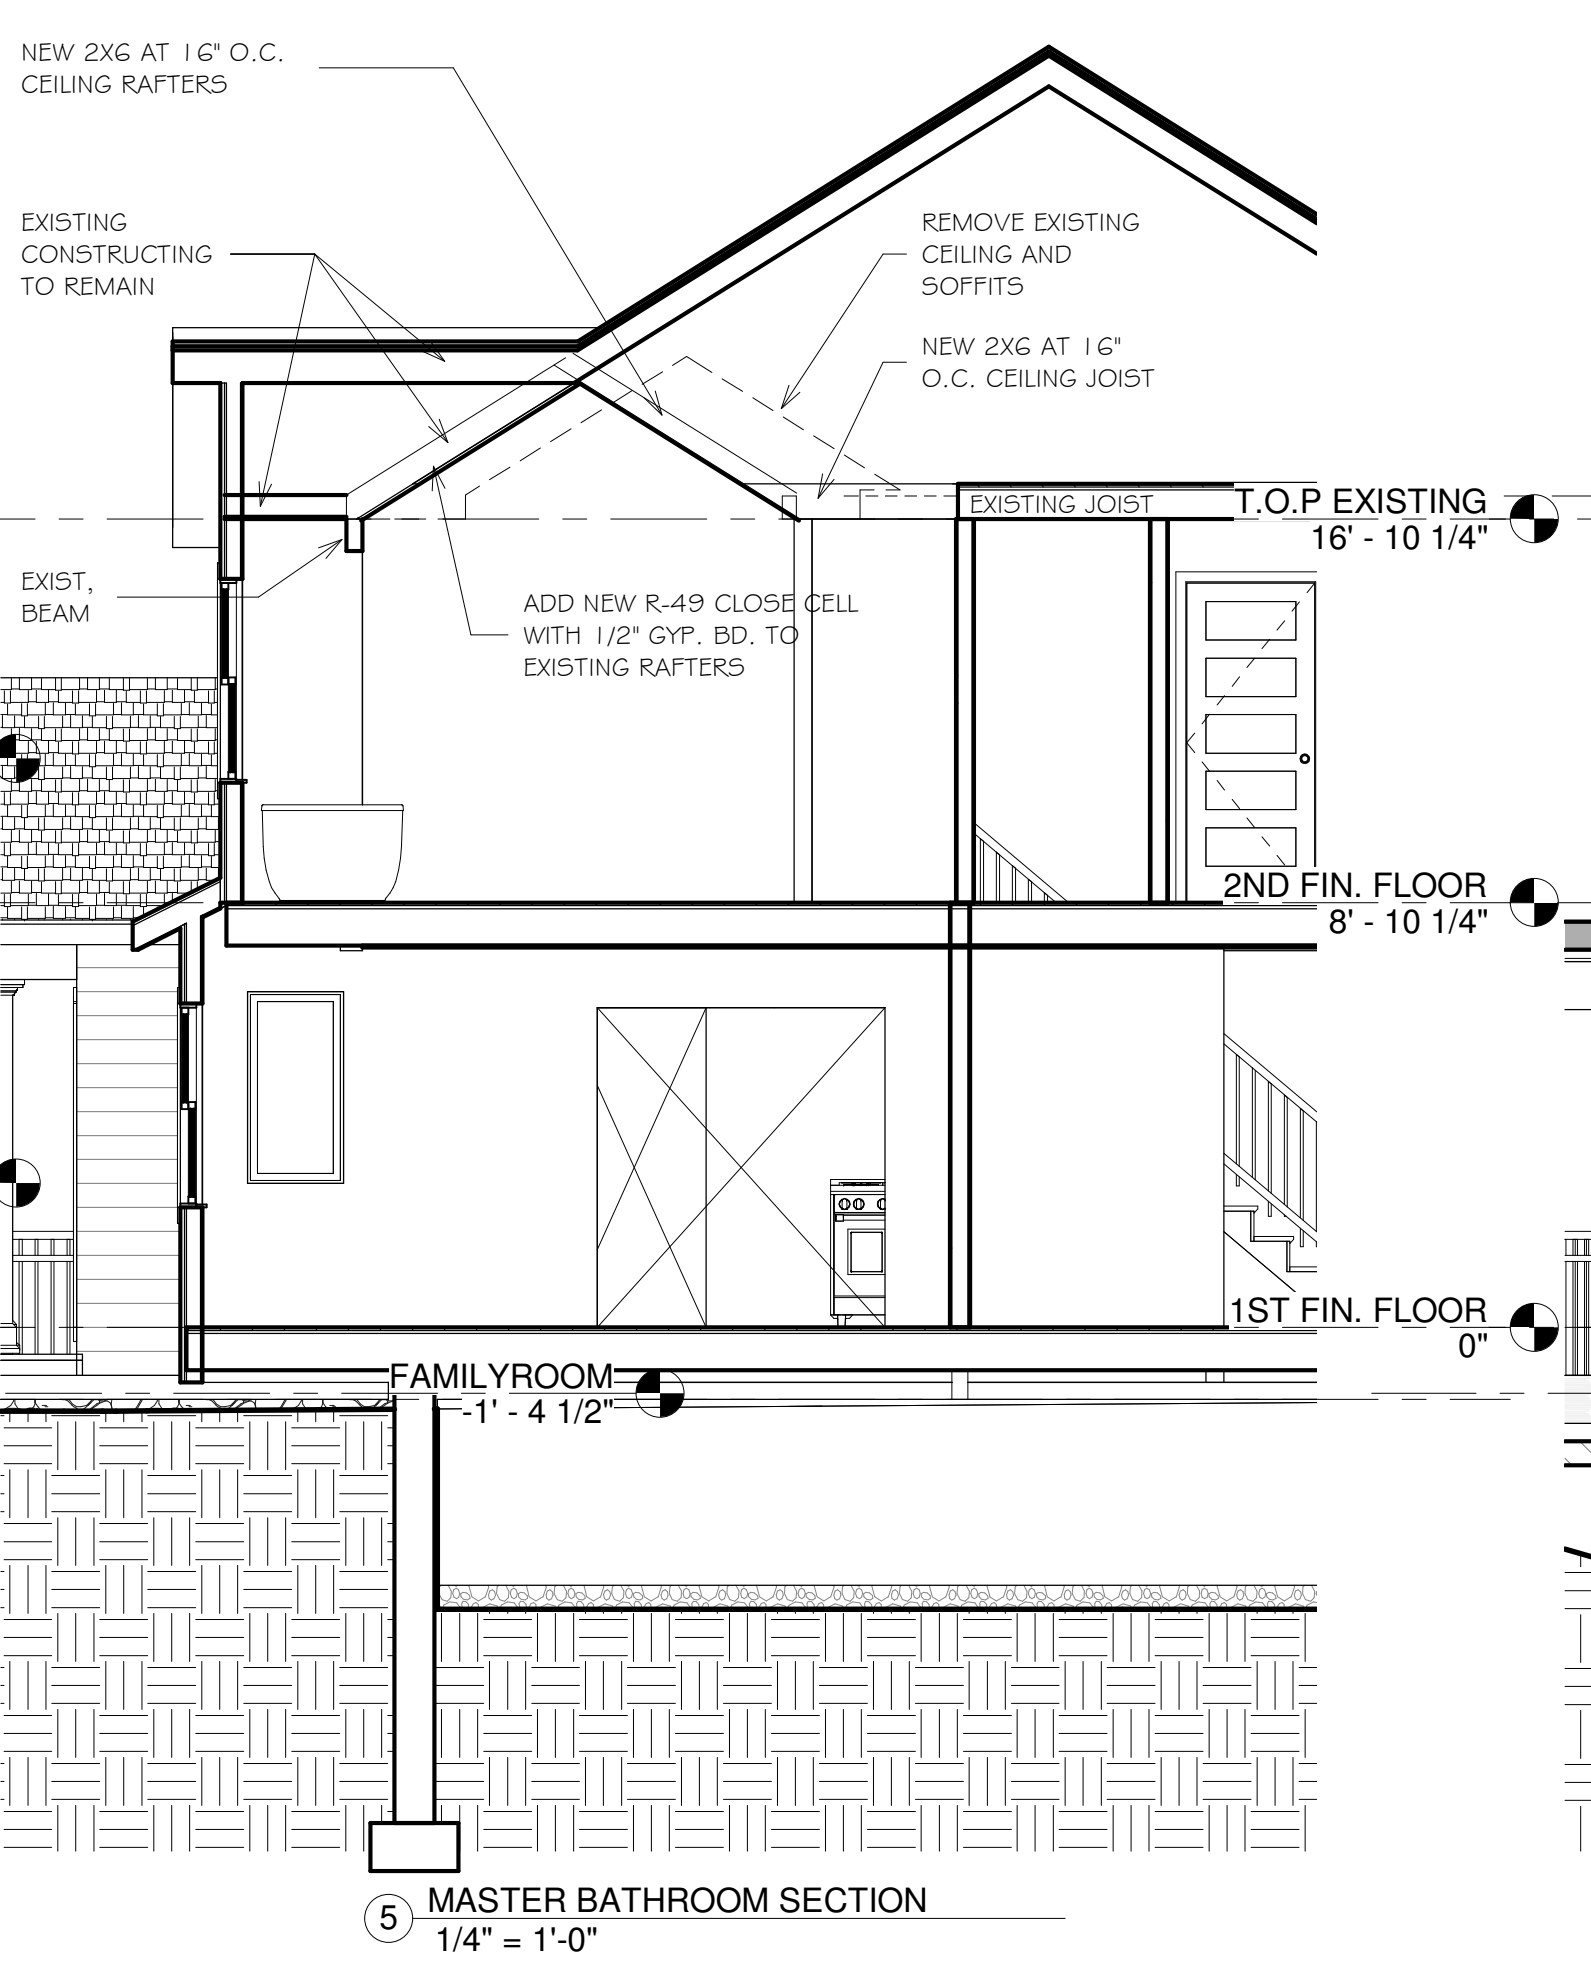 NEW 2X6 AT 16" O.C.
CEILING RAFTERS
EXISTING
CONSTRUCTING
TO REMAIN
REMOVE EXISTING
CEILING AND
SOFFITS
NEW 2X6 AT 16"
O.C. CEILING JOIST
EXISTING JOIST
T.O.P EXISTING
16' - 10 1/4"
EXIST,
BEAM
ADD NEW R-49 CLOSE CELL
WITH 1/2" GYP. BD. TO
EXISTING RAFTERS
2ND FIN. FLOOR
8' - 10 1/4"
1ST FIN. FLOOR
0"
FAMILYROOM
-1' - 4 1/2"
5
MASTER BATHROOM SECTION
1/4" = 1'-0"